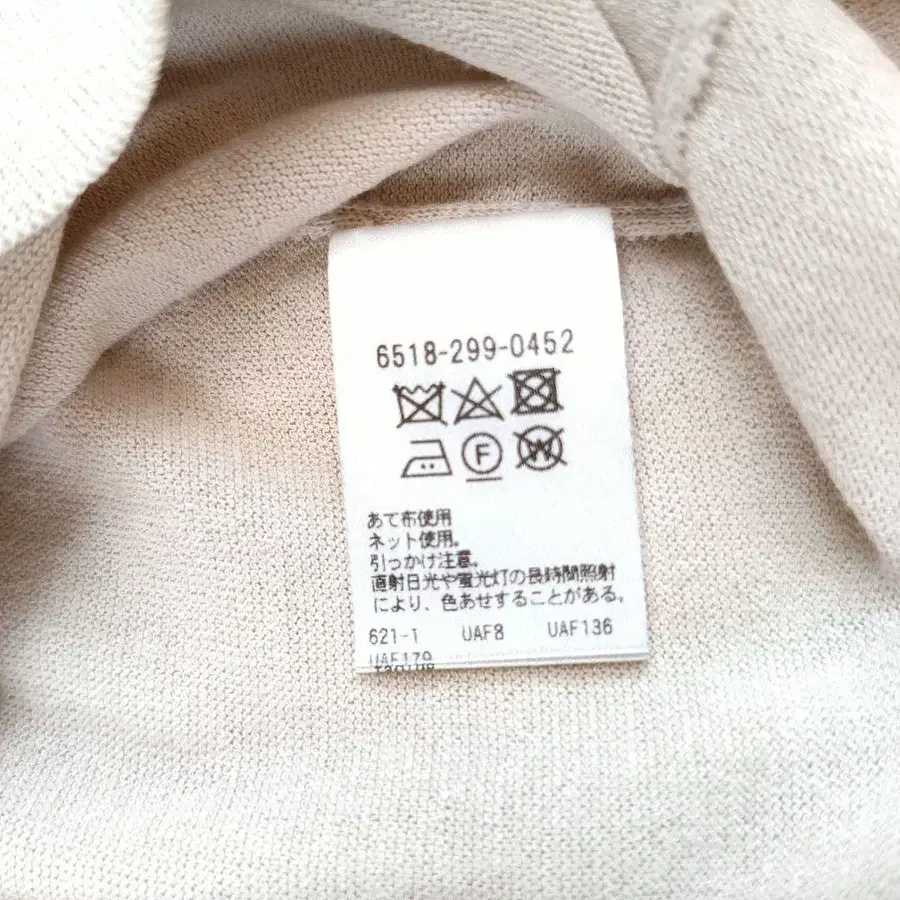 6518-299-0452
F W
あて布使用
ネット使用。
引っかけ注意。
直射日光や蛍光灯の長時間照射
により、色あせすることがある。
621-1 UAF8 UAF136
UAF179